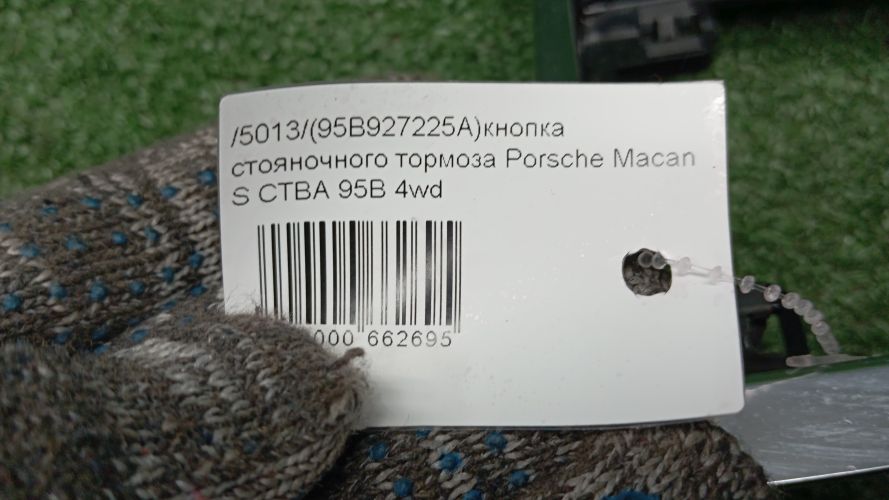 /5013/(95B927225A)кнопка
стояночного тормоза Porsche Macan
S CTBA 95B 4wd
000 662695